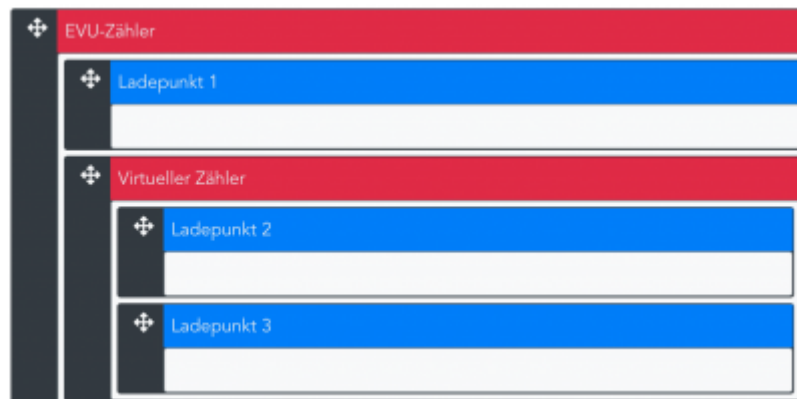 EVU-Zähler
Ladepunkt 1
Virtueller Zähler
Ladepunkt 2
Ladepunkt 3